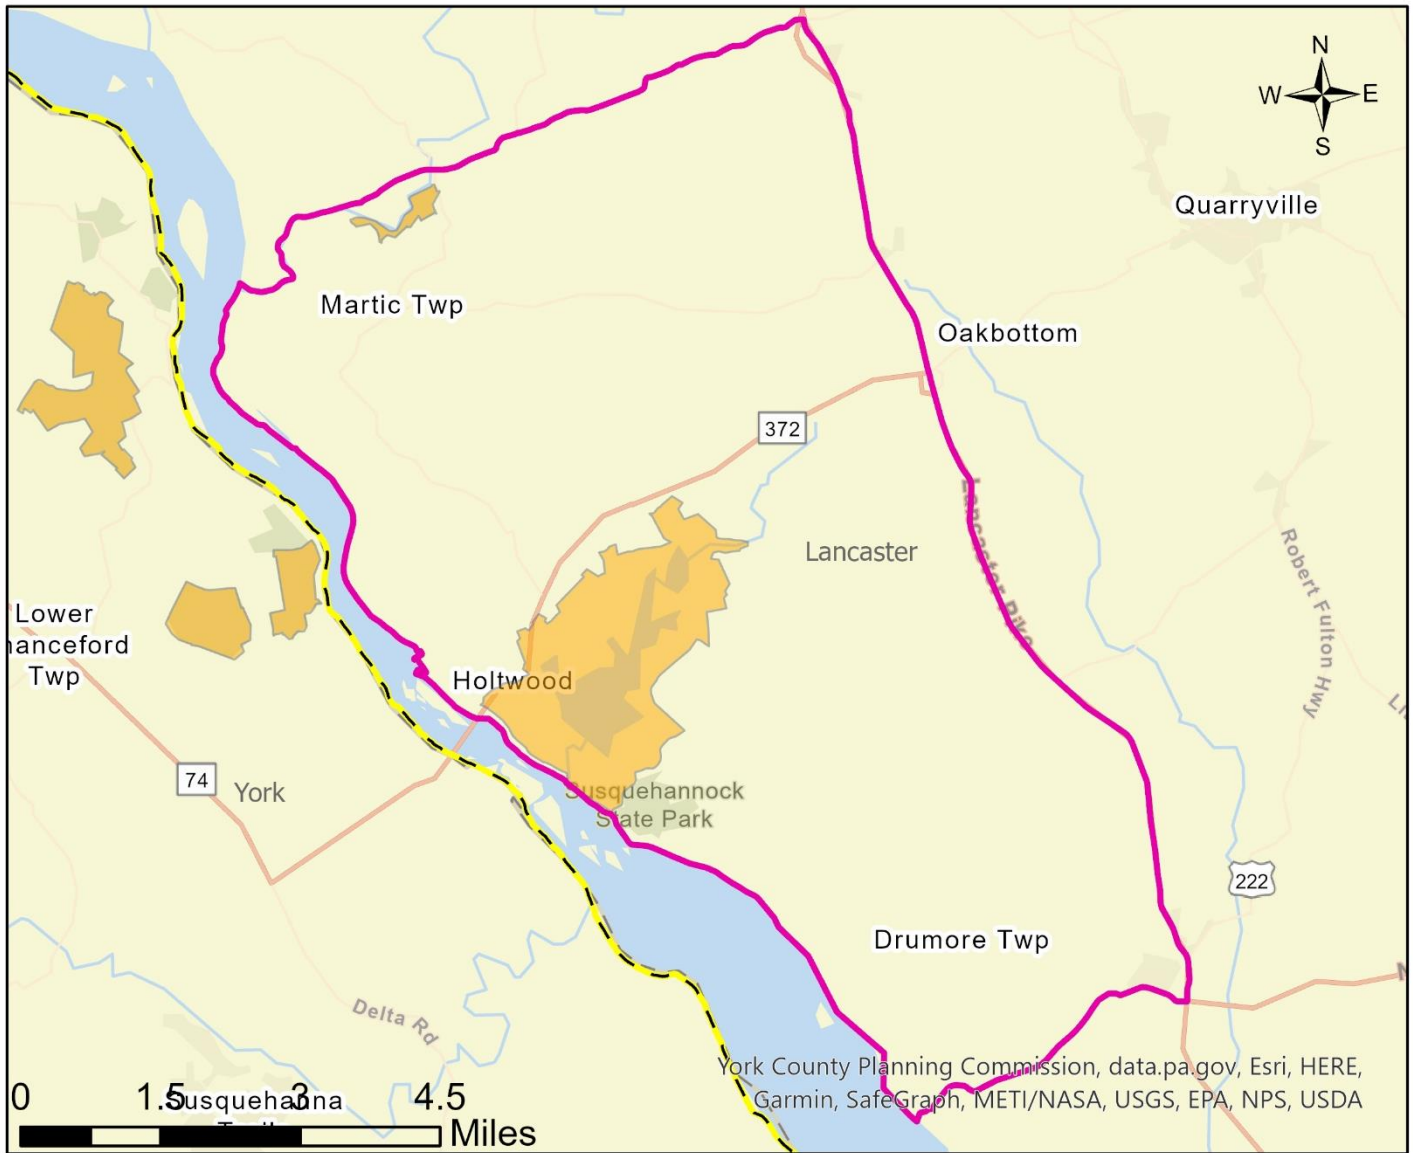 N
W E
S
Quarryville
Martic Twp
Oakbottom
372
Lancaster
Lancaster Pike
Robert Fulton Hwy
Lower
hanceford
Twp
Holtwood
74
York
Susquehannock
State Park
222
Drumore Twp
Delta Rd
York County Planning Commission, data.pa.gov, Esri, HERE,
Garmin, SafeGraph, METI/NASA, USGS, EPA, NPS, USDA
0 1.5 3 4.5
Susquehanna
Miles